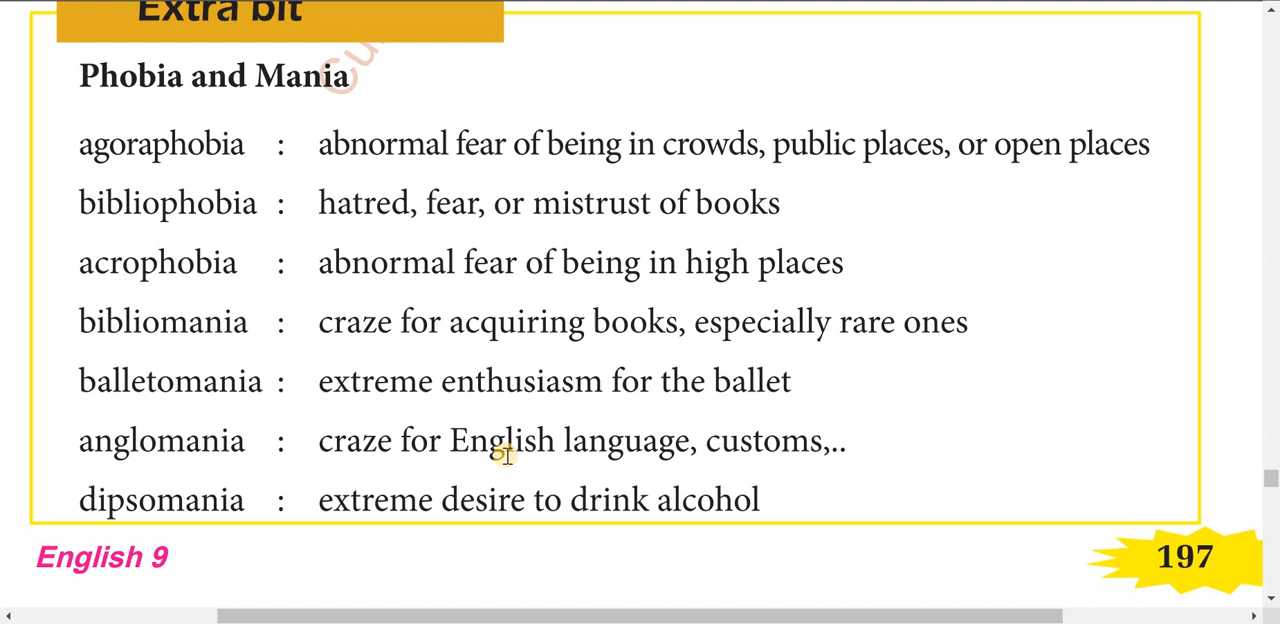 Extra bit
Phobia and Mania
agoraphobia : abnormal fear of being in crowds, public places, or open places
bibliophobia : hatred, fear, or mistrust of books
acrophobia : abnormal fear of being in high places
bibliomania : craze for acquiring books, especially rare ones
balletomania : extreme enthusiasm for the ballet
anglomania : craze for English language, customs,..
dipsomania : extreme desire to drink alcohol
English 9
197